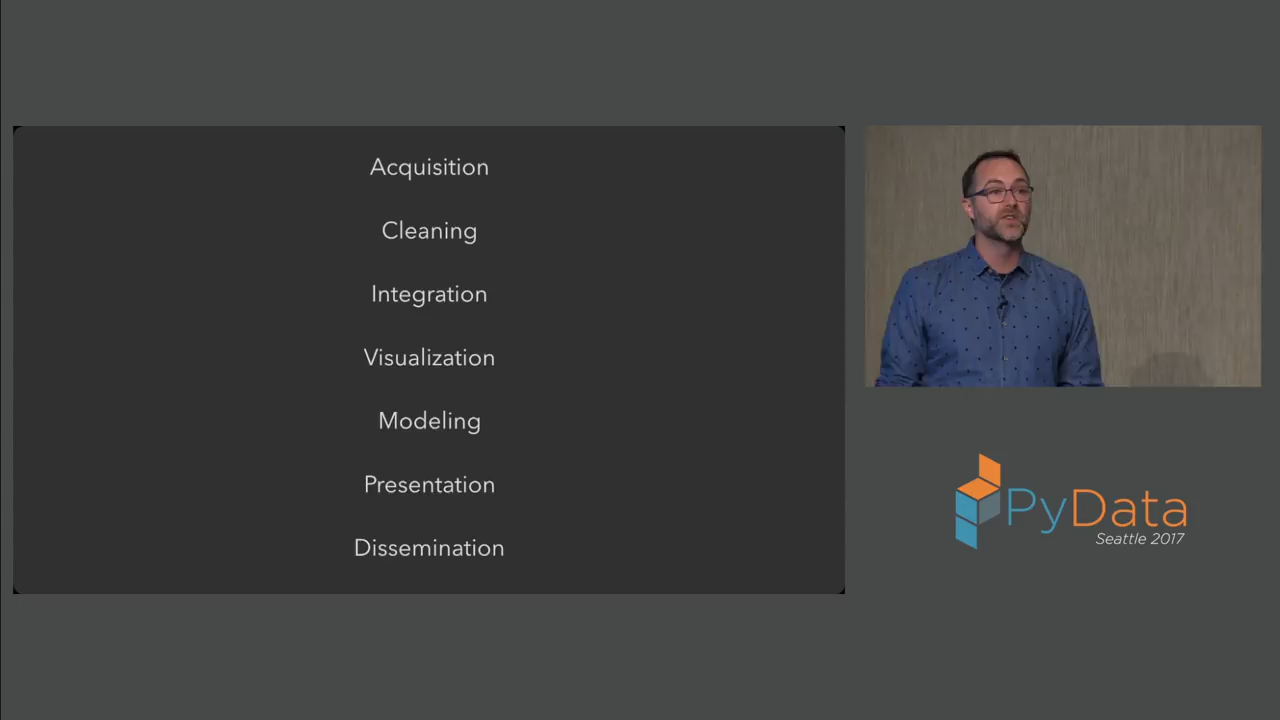 Acquisition
Cleaning
Integration
Visualization
Modeling
Presentation
Dissemination
PyData
Seattle 2017